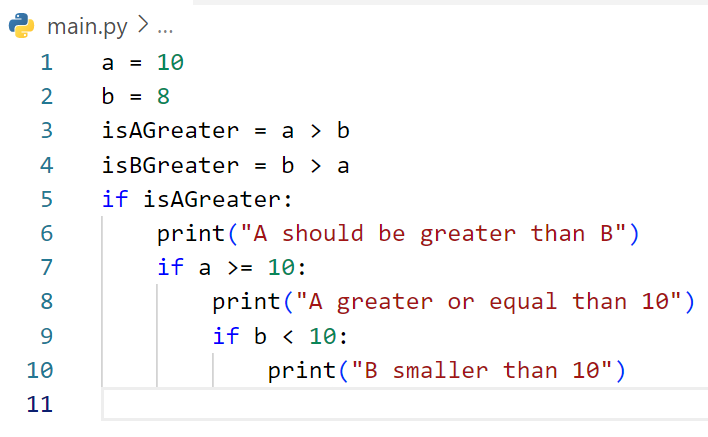 main.py > ...
1 a = 10
2 b = 8
3 isAGreater = a > b
4 isBGreater = b > a
5 if isAGreater:
6     print("A should be greater than B")
7     if a >= 10:
8         print("A greater or equal than 10")
9         if b < 10:
10             print("B smaller than 10")
11